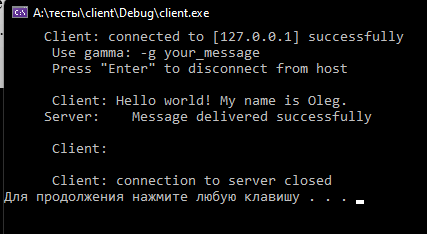 A:\тесты\client\Debug\client.exe
Client: connected to [127.0.0.1] successfully
Use gamma: -g your_message
Press "Enter" to disconnect from host
Client: Hello world! My name is Oleg.
Server: Message delivered successfully
Client:
Client: connection to server closed
Для продолжения нажмите любую клавишу . . .